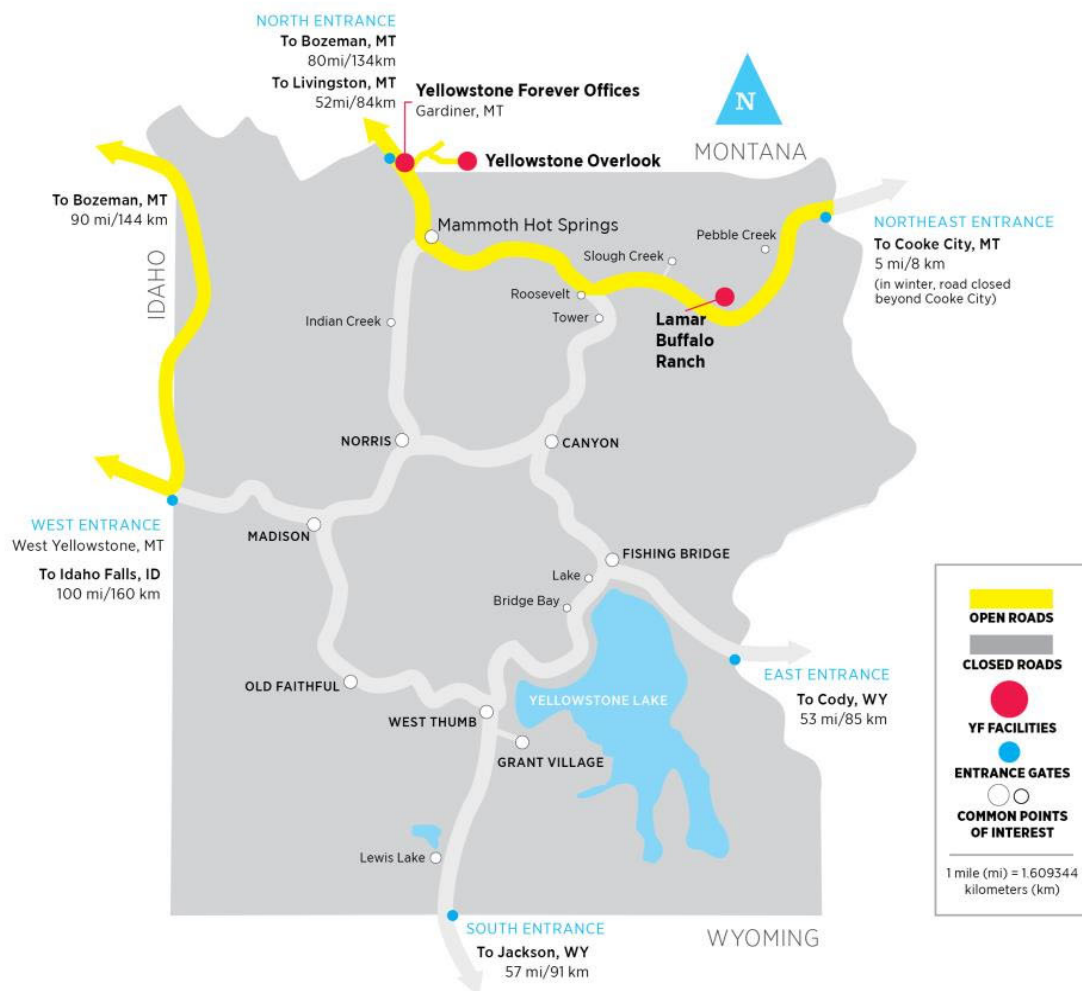 NORTH ENTRANCE
To Bozeman, MT
80mi/134km
To Livingston, MT
52mi/84km
Yellowstone Forever Offices
Gardiner, MT
Yellowstone Overlook
N
MONTANA
To Bozeman, MT
90 mi/144 km
IDAHO
Mammoth Hot Springs
Pebble Creek
Slough Creek
NORTHEAST ENTRANCE
To Cooke City, MT
5 mi/8 km
(in winter, road closed
beyond Cooke City)
Roosevelt
Tower
Indian Creek
Lamar
Buffalo
Ranch
NORRIS
CANYON
WEST ENTRANCE
West Yellowstone, MT
To Idaho Falls, ID
100 mi/160 km
MADISON
FISHING BRIDGE
Lake
Bridge Bay
OLD FAITHFUL
YELLOWSTONE LAKE
EAST ENTRANCE
To Cody, WY
53 mi/85 km
WEST THUMB
GRANT VILLAGE
Lewis Lake
SOUTH ENTRANCE
To Jackson, WY
57 mi/91 km
WYOMING
OPEN ROADS
CLOSED ROADS
YF FACILITIES
ENTRANCE GATES
COMMON POINTS
OF INTEREST
1 mile (mi) = 1.609344
kilometers (km)